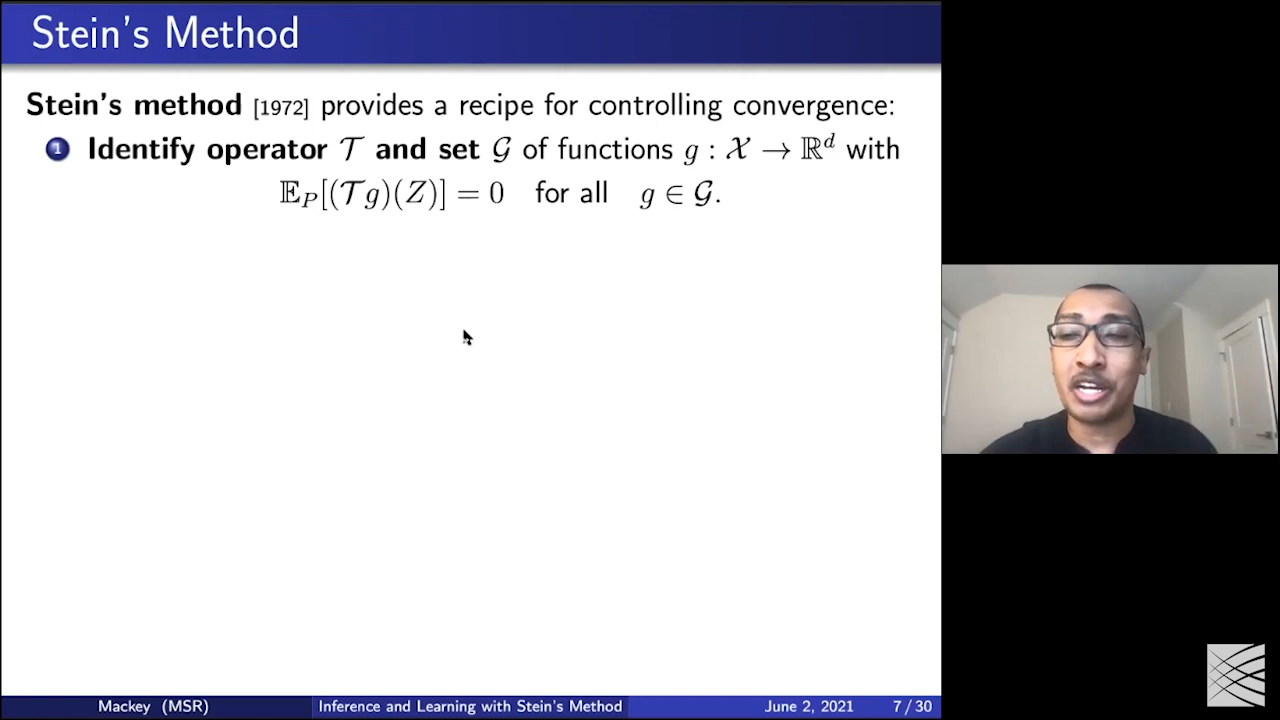 Stein's Method
Stein's method [1972] provides a recipe for controlling convergence:
1 Identify operator 𝒯 and set 𝒢 of functions g : 𝒳 → ℝᵈ with
𝔼_P[(𝒯g)(Z)] = 0 for all g ∈ 𝒢.
Mackey (MSR) Inference and Learning with Stein's Method June 2, 2021 7 / 30